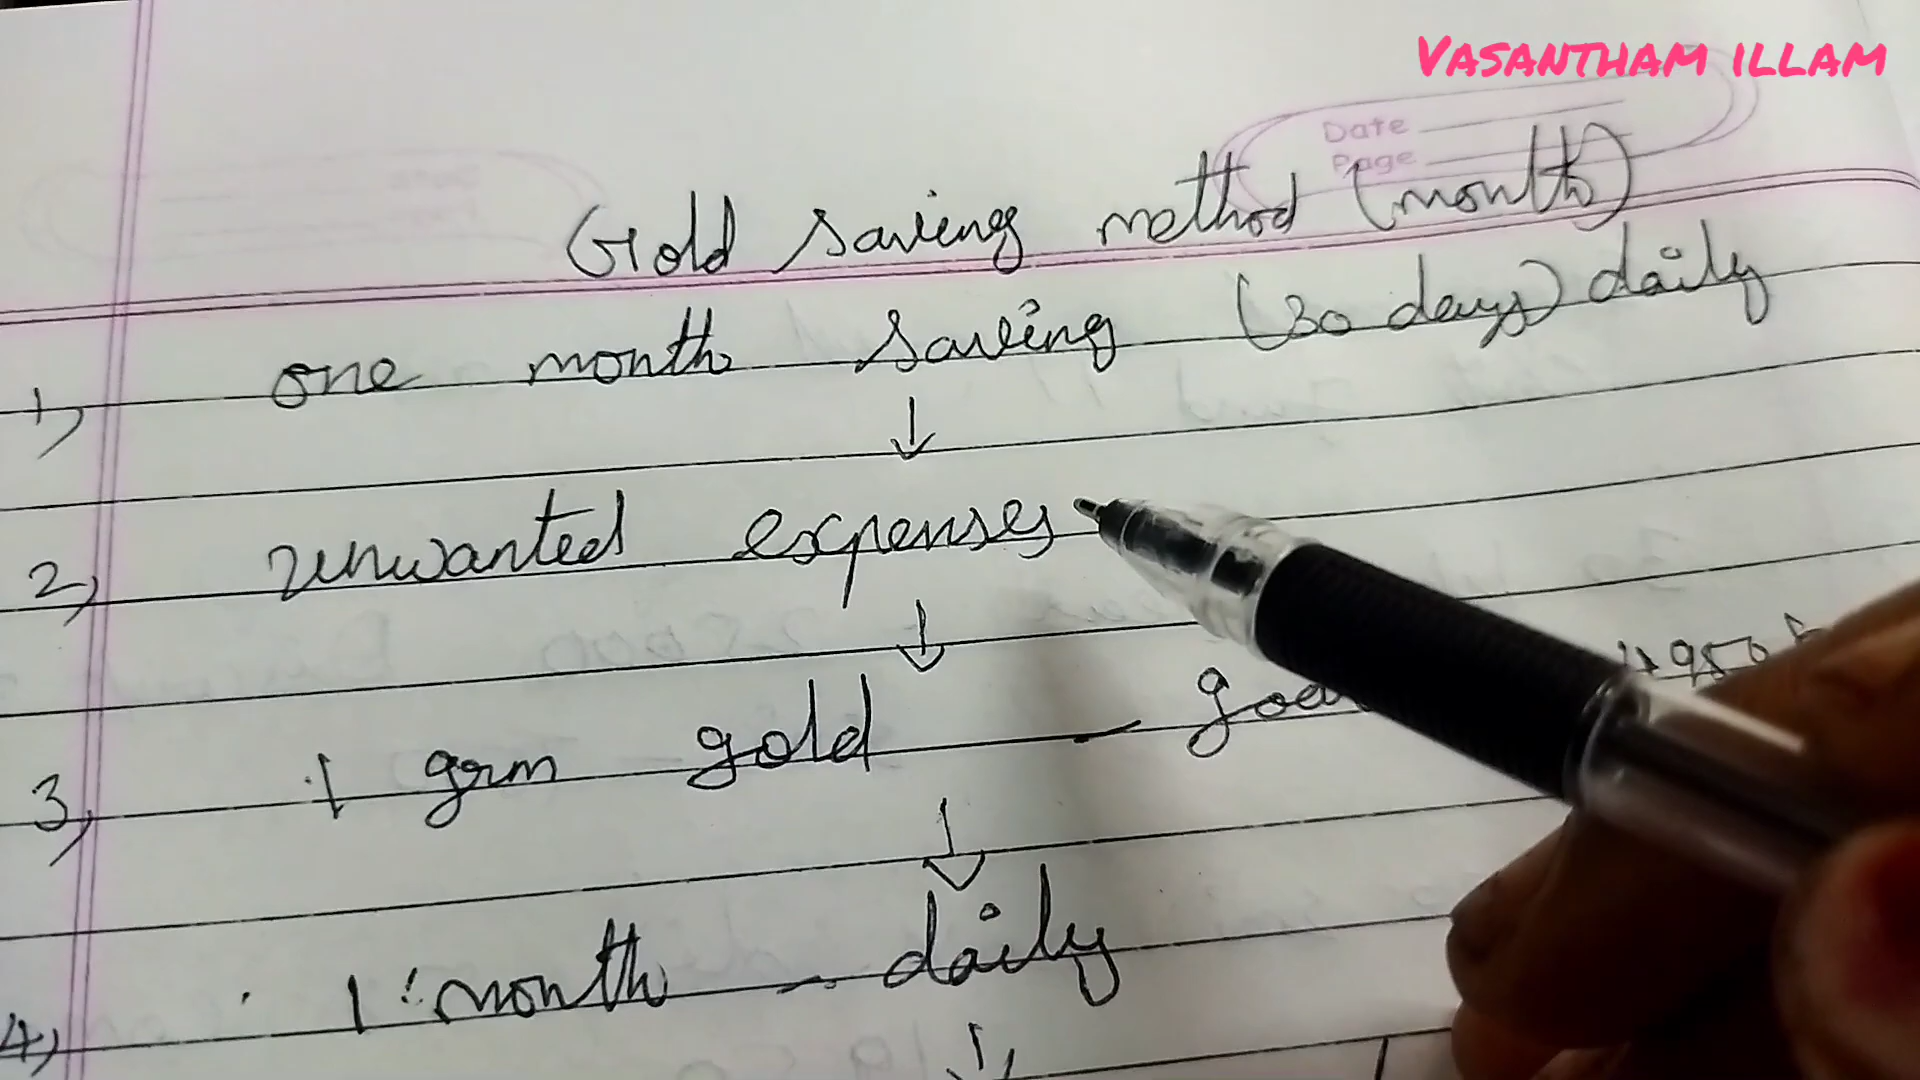 VASANTHAM ILLAM
Date
Page
Gold saving method (month)
1) one month saving (30 days) daily
↓
2) unwanted expenses
↓
3) 1 grm gold -
↓
4) 1 month - daily